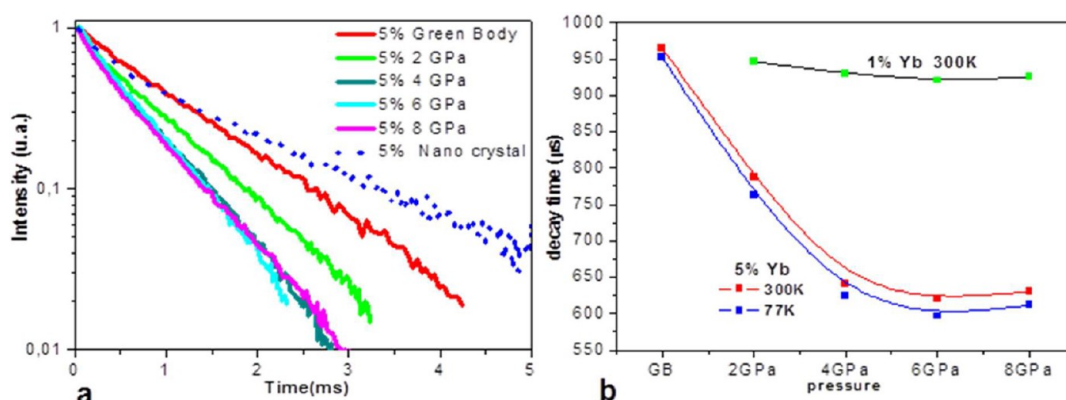 Intensity (u.a.)
1
0,1
0,01
5% Green Body
5% 2 GPa
5% 4 GPa
5% 6 GPa
5% 8 GPa
5% Nano crystal
0 1 2 3 4 5
Time(ms)
a
decay time (µs)
1000
950
900
850
800
750
700
650
600
550
1% Yb 300K
5% Yb
300K
77K
GB 2GPa 4GPa 6GPa 8GPa
pressure
b